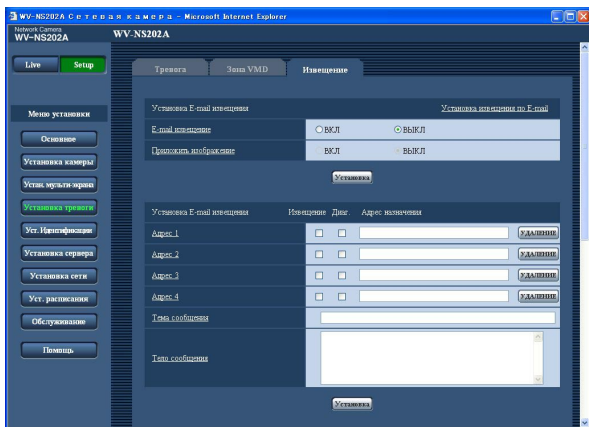 WV-NS202A Сетевая камера - Microsoft Internet Explorer
Network Camera
WV-NS202A
WV-NS202A
Live
Setup
Тревога
Зона VMD
Извещение
Меню установки
Основное
Установка камеры
Устан. мульти-экрана
Установка тревоги
Уст. Идентификации
Установка сервера
Установка сети
Уст. расписания
Обслуживание
Помощь
Установка E-mail извещения
Установка извещения по E-mail
E-mail извещение
ВКЛ
ВЫКЛ
Приложить изображение
ВКЛ
ВЫКЛ
Установка
Установка E-mail извещения
Извещение
Диаг.
Адрес назначения
Адрес 1
УДАЛЕНИЕ
Адрес 2
УДАЛЕНИЕ
Адрес 3
УДАЛЕНИЕ
Адрес 4
УДАЛЕНИЕ
Тема сообщения
Тело сообщения
Установка